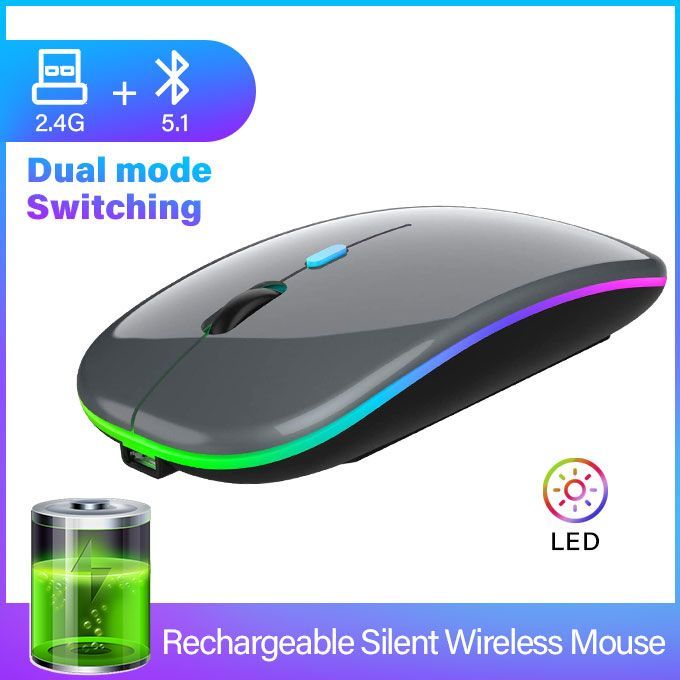 2.4G
+
5.1
Dual mode
Switching
LED
Rechargeable Silent Wireless Mouse